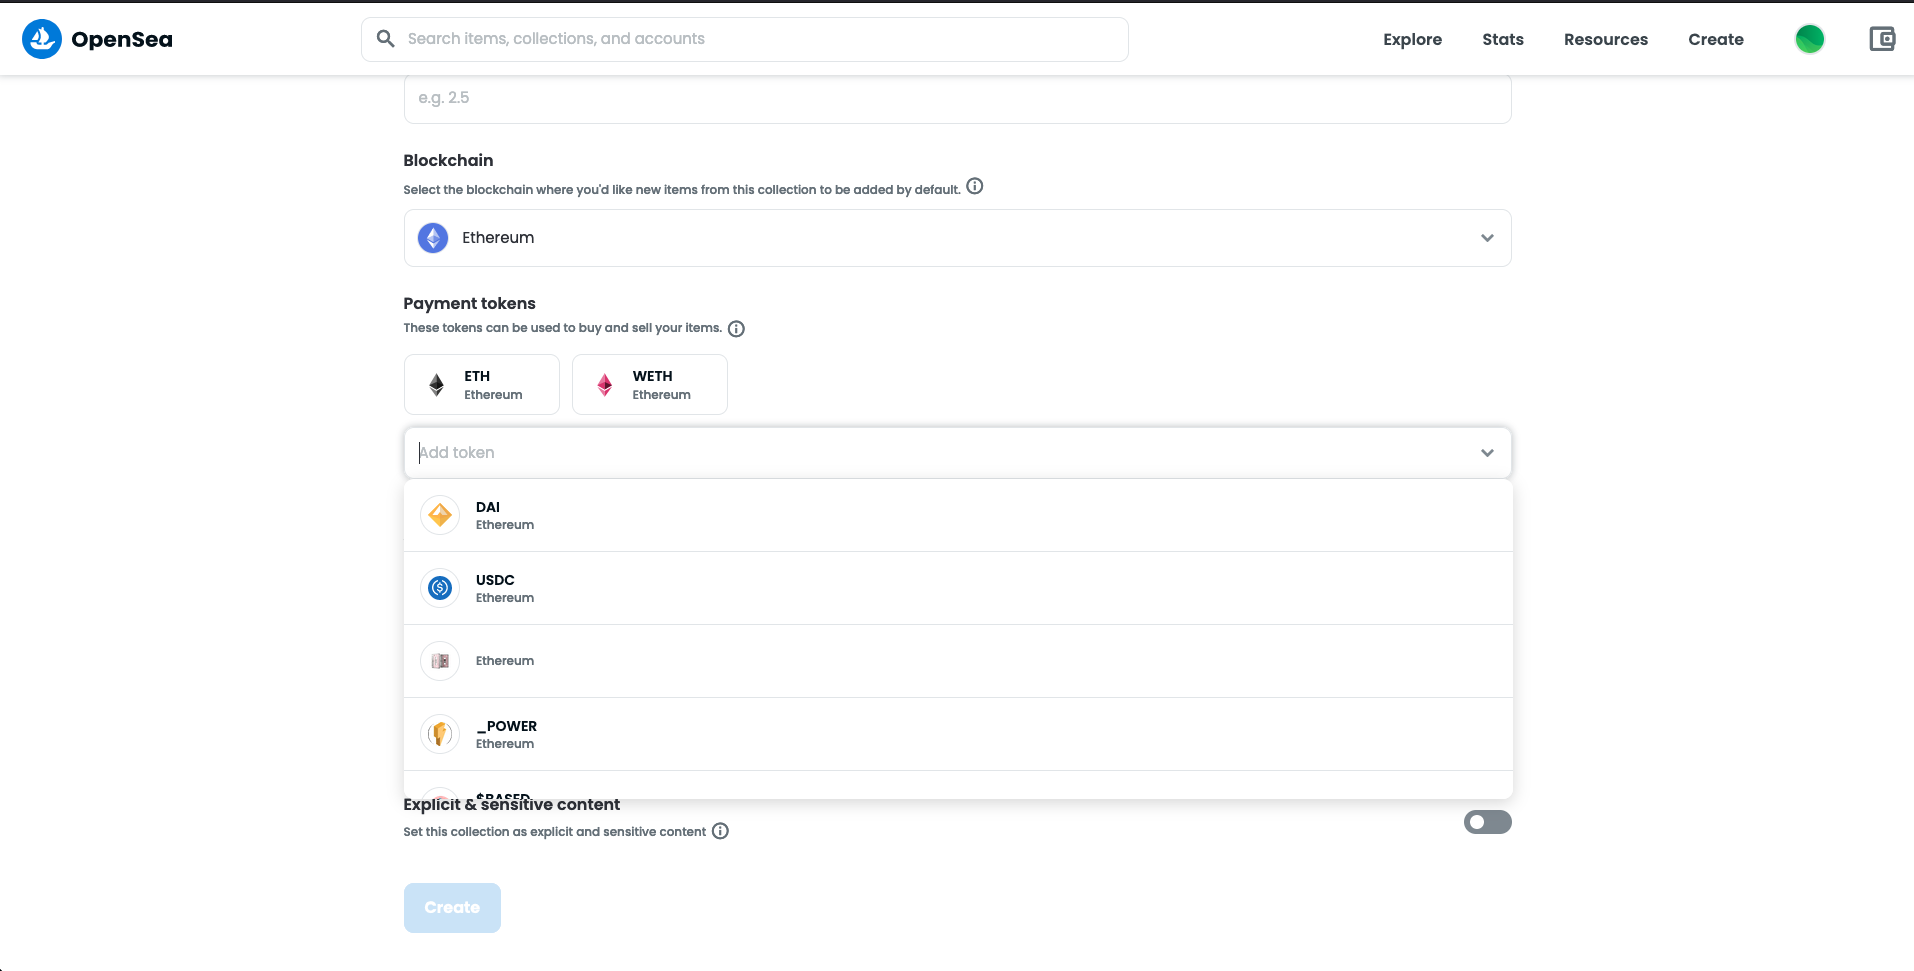 OpenSea
Search items, collections, and accounts
Explore
Stats
Resources
Create
e.g. 2.5
Blockchain
Select the blockchain where you'd like new items from this collection to be added by default.
Ethereum
Payment tokens
These tokens can be used to buy and sell your items.
ETH
Ethereum
WETH
Ethereum
Add token
DAI
Ethereum
USDC
Ethereum
Ethereum
_POWER
Ethereum
$BASED
Explicit & sensitive content
Set this collection as explicit and sensitive content
Create